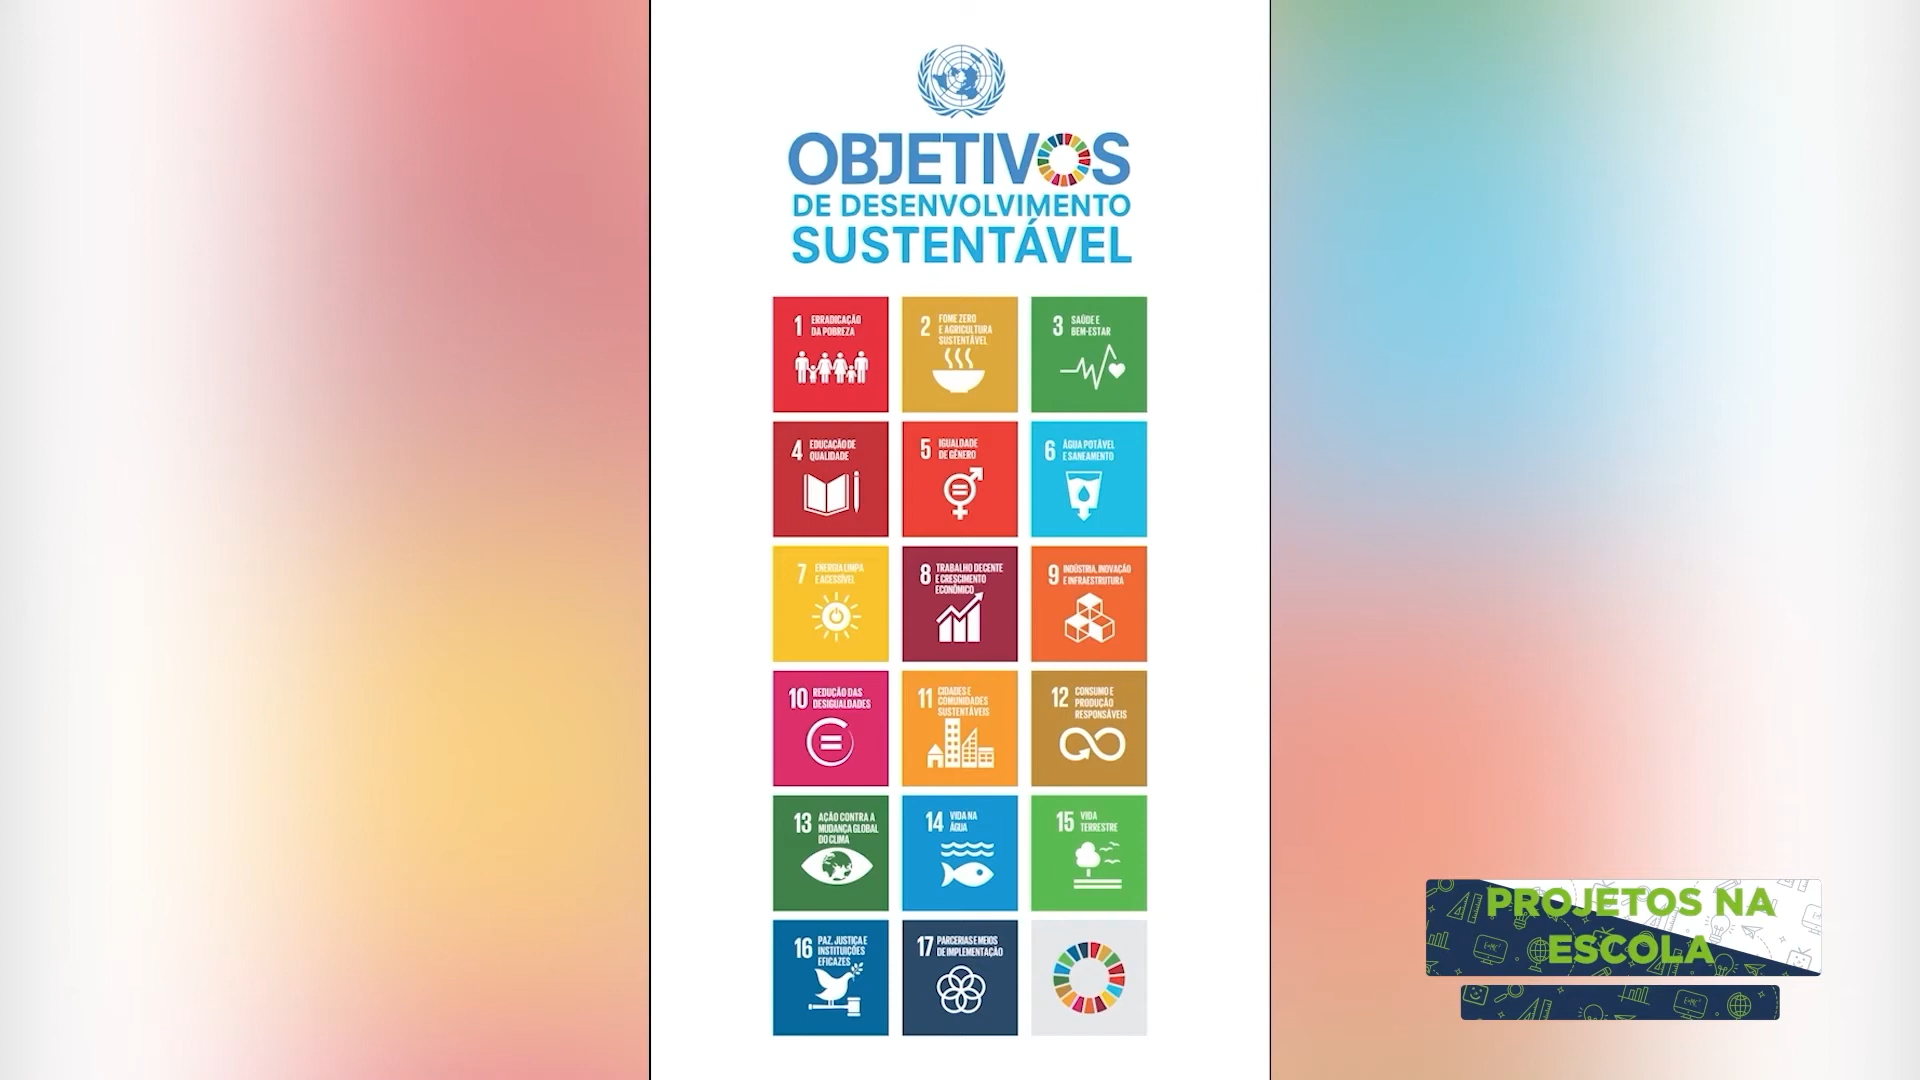 OBJETIVOS
DE DESENVOLVIMENTO
SUSTENTÁVEL
1 ERRADICAÇÃO
DA POBREZA
2 FOME ZERO
E AGRICULTURA
SUSTENTÁVEL
3 SAÚDE E
BEM-ESTAR
4 EDUCAÇÃO DE
QUALIDADE
5 IGUALDADE
DE GÊNERO
6 ÁGUA POTÁVEL
E SANEAMENTO
7 ENERGIA LIMPA
E ACESSÍVEL
8 TRABALHO DECENTE
E CRESCIMENTO
ECONÔMICO
9 INDÚSTRIA, INOVAÇÃO
E INFRAESTRUTURA
10 REDUÇÃO DAS
DESIGUALDADES
11 CIDADES E
COMUNIDADES
SUSTENTÁVEIS
12 CONSUMO E
PRODUÇÃO
RESPONSÁVEIS
13 AÇÃO CONTRA A
MUDANÇA GLOBAL
DO CLIMA
14 VIDA NA
ÁGUA
15 VIDA
TERRESTRE
16 PAZ, JUSTIÇA E
INSTITUIÇÕES
EFICAZES
17 PARCERIAS E MEIOS
DE IMPLEMENTAÇÃO
PROJETOS NA
ESCOLA